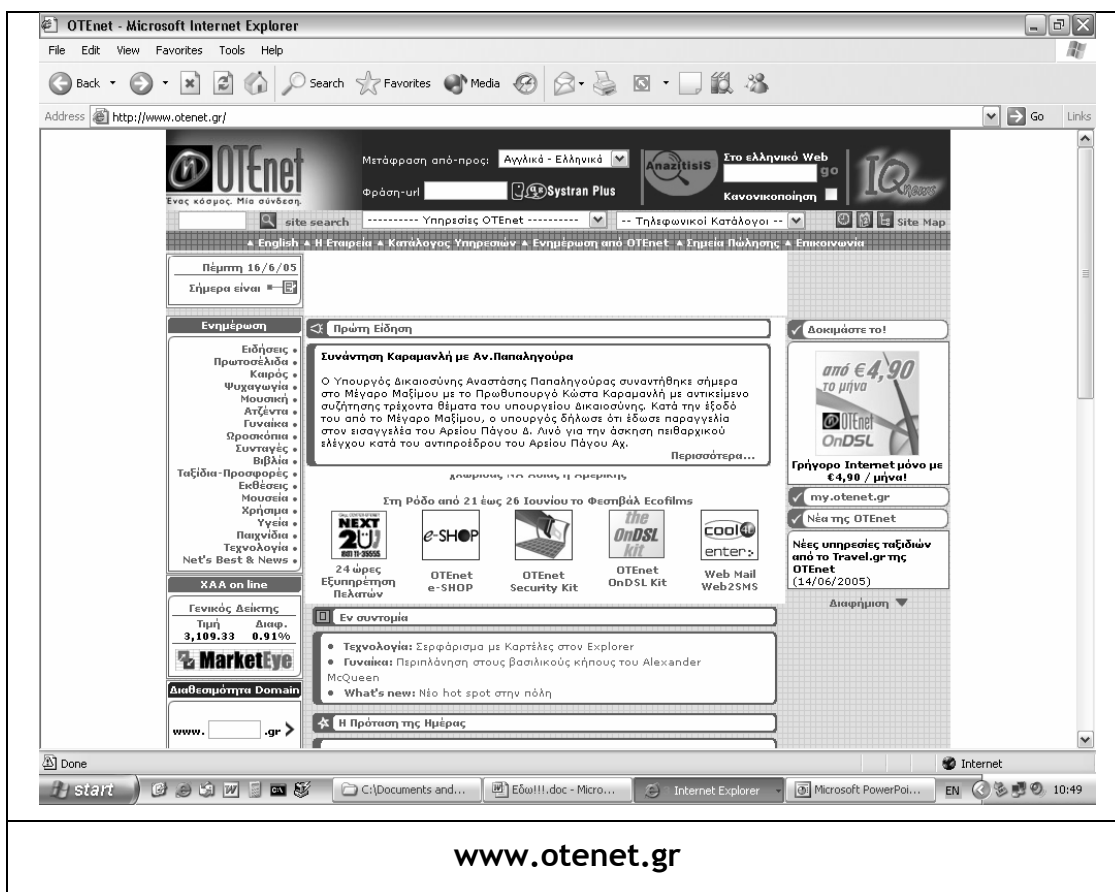 OTEnet - Microsoft Internet Explorer
File Edit View Favorites Tools Help
Back Search Favorites Media
Address http://www.otenet.gr/ Go Links
OTEnet
Ένας κόσμος. Μία σύνδεση.
Μετάφραση από-προς: Αγγλικά - Ελληνικά
Φράση-url Systran Plus
AnazitisiS
Στο ελληνικό Web
go
Κανονικοποίηση
IQ News
site search ---------- Υπηρεσίες OTEnet ---------- -- Τηλεφωνικοί Κατάλογοι -- Site Map
English Η Εταιρεία Κατάλογος Υπηρεσιών Ενημέρωση από OTEnet Σημεία Πώλησης Επικοινωνία
Πέμπτη 16/6/05
Σήμερα είναι
Ενημέρωση
Ειδήσεις
Πρωτοσέλιδα
Καιρός
Ψυχαγωγία
Μουσική
Ατζέντα
Γυναίκα
Ωροσκόπια
Συνταγές
Βιβλία
Ταξίδια-Προσφορές
Εκθέσεις
Μουσεία
Χρήσιμα
Υγεία
Παιχνίδια
Τεχνολογία
Net's Best & News
ΧΑΑ on line
Γενικός Δείκτης
Τιμή Διαφ.
3,109.33 0.91%
MarketEye
Διαθεσιμότητα Domain
www. .gr
Πρώτη Είδηση
Συνάντηση Καραμανλή με Αν.Παπαληγούρα
Ο Υπουργός Δικαιοσύνης Αναστάσης Παπαληγούρας συναντήθηκε σήμερα
στο Μέγαρο Μαξίμου με το Πρωθυπουργό Κώστα Καραμανλή με αντικείμενο
συζήτησης τρέχοντα θέματα του υπουργείου Δικαιοσύνης. Κατά την έξοδό
του από το Μέγαρο Μαξίμου, ο υπουργός δήλωσε ότι έδωσε παραγγελία
στον εισαγγελέα του Αρείου Πάγου Δ. Λινό για την άσκηση πειθαρχικού
ελέγχου κατά του αντιπροέδρου του Αρείου Πάγου Αχ.
Περισσότερα...
Στη Ρόδο από 21 έως 26 Ιουνίου το Φεστιβάλ Ecofilms
NEXT
2U
801 11-35555
e-SHOP
the
OnDSL
kit
cool
enter
24 ώρες
Εξυπηρέτηση
Πελατών
OTEnet
e-SHOP
OTEnet
Security Kit
OTEnet
OnDSL Kit
Web Mail
Web2SMS
Εν συντομία
Τεχνολογία: Σερφάρισμα με Καρτέλες στον Explorer
Γυναίκα: Περιπλάνηση στους βασιλικούς κήπους του Alexander
McQueen
What's new: Νέο hot spot στην πόλη
Η Πρόταση της Ημέρας
Δοκιμάστε το!
από € 4,90
το μήνα
OTEnet
OnDSL
Γρήγορο Internet μόνο με
€4,90 / μήνα!
my.otenet.gr
Νέα της OTEnet
Νέες υπηρεσίες ταξιδιών
από το Travel.gr της
OTEnet
(14/06/2005)
Διαφήμιση
Done Internet
start C:\Documents and... Εδώ!!!.doc - Micro... Internet Explorer Microsoft PowerPoi... EN 10:49
www.otenet.gr